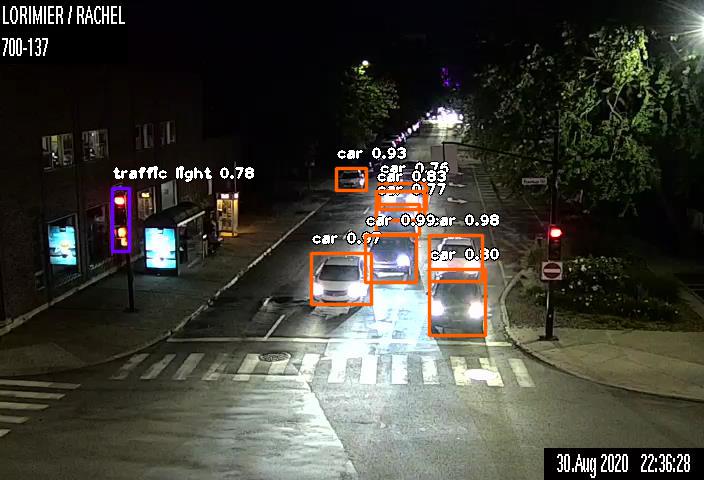 LORIMIER / RACHEL
700-137
car 0.93
car 0.76
traffic light 0.78
car 0.83
car 0.77
car 0.99
car 0.98
car 0.97
car 0.80
30.Aug 2020 22:36:28